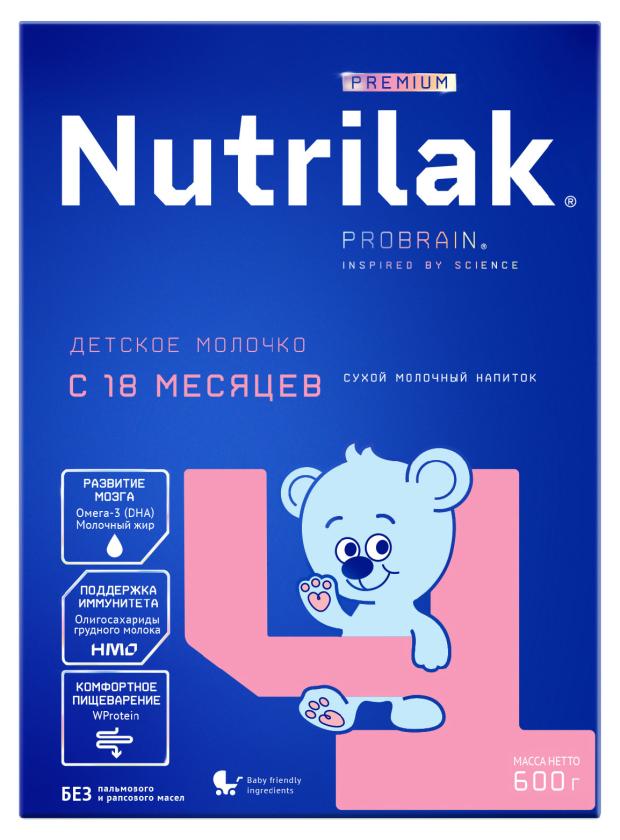 PREMIUM
Nutrilak®
PROBRAIN®
INSPIRED BY SCIENCE
ДЕТСКОЕ МОЛОЧКО
С 18 МЕСЯЦЕВ
СУХОЙ МОЛОЧНЫЙ НАПИТОК
РАЗВИТИЕ
МОЗГА
Омега-3 (DHA)
Молочный жир
ПОДДЕРЖКА
ИММУНИТЕТА
Олигосахариды
грудного молока
HMO
КОМФОРТНОЕ
ПИЩЕВАРЕНИЕ
WProtein
4
БЕЗ пальмового
и рапсового масел
Baby friendly
ingredients
МАССА НЕТТО
600 г